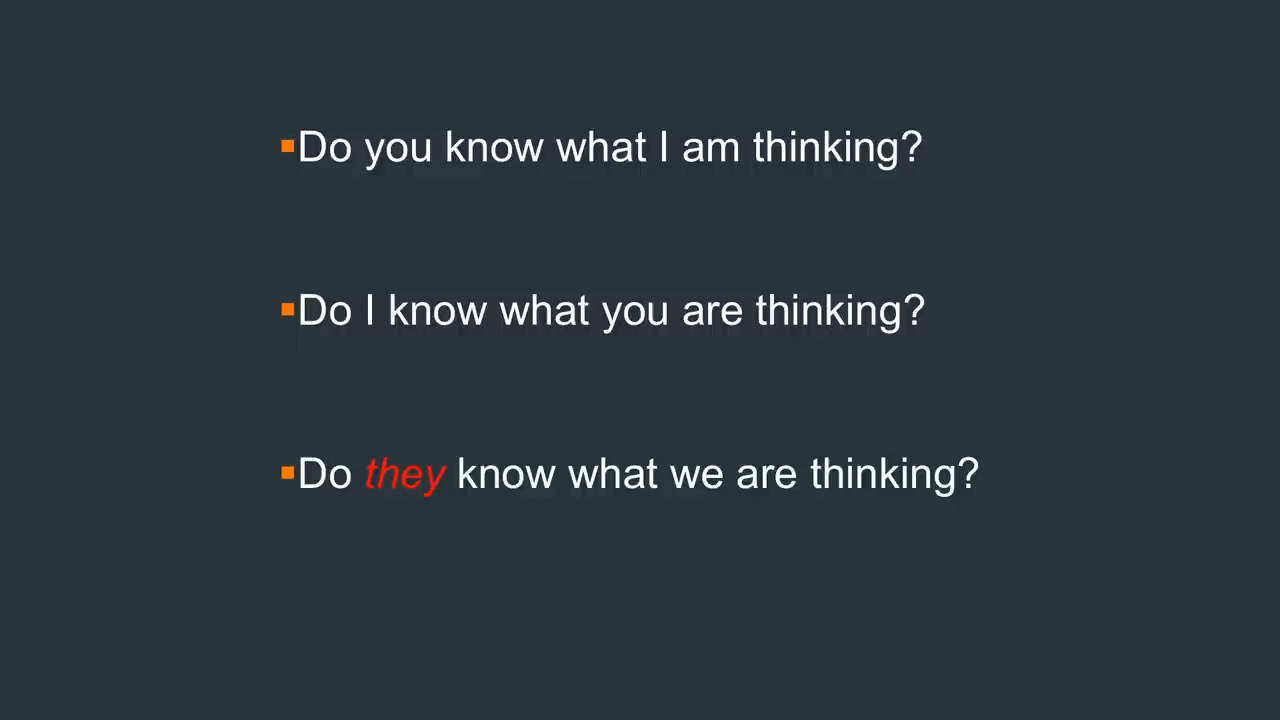 ▪Do you know what I am thinking?
▪Do I know what you are thinking?
▪Do they know what we are thinking?